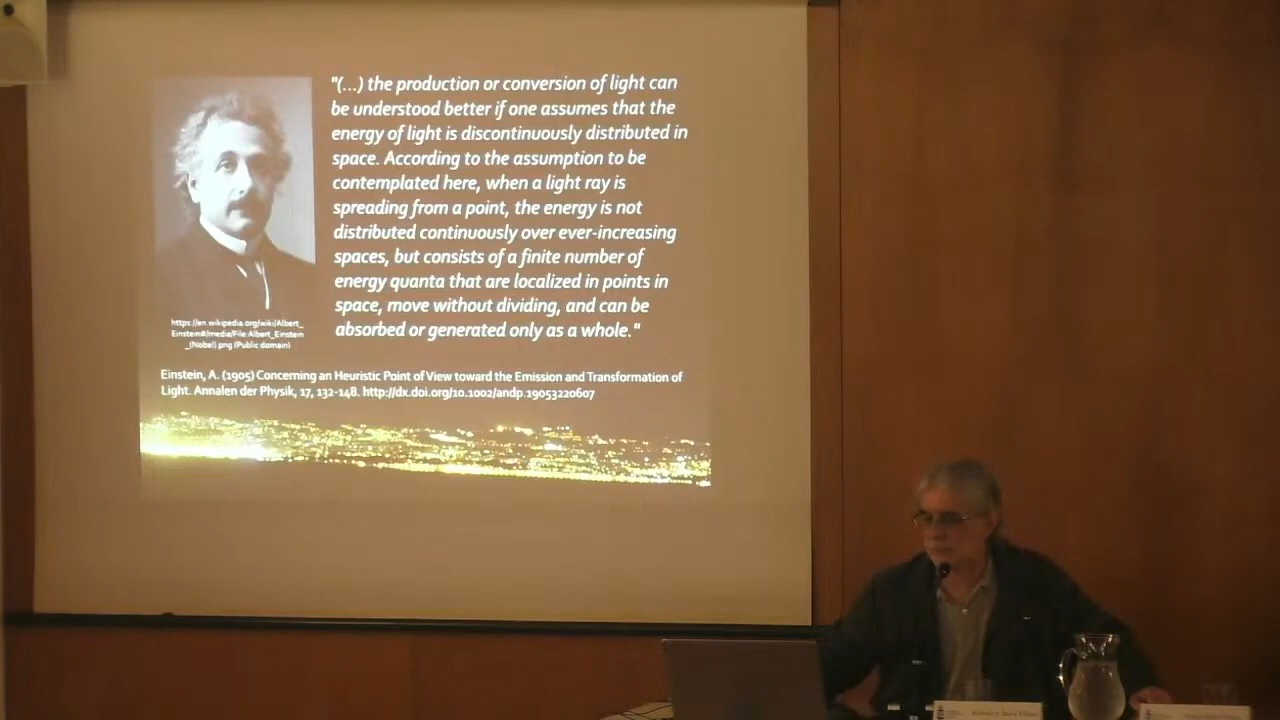 "(...) the production or conversion of light can
be understood better if one assumes that the
energy of light is discontinuously distributed in
space. According to the assumption to be
contemplated here, when a light ray is
spreading from a point, the energy is not
distributed continuously over ever-increasing
spaces, but consists of a finite number of
energy quanta that are localized in points in
space, move without dividing, and can be
absorbed or generated only as a whole."
https://en.wikipedia.org/wiki/Albert_
Einstein#/media/File:Albert_Einstein
_(Nobel).png (Public domain)
Einstein, A. (1905) Concerning an Heuristic Point of View toward the Emission and Transformation of
Light. Annalen der Physik, 17, 132-148. http://dx.doi.org/10.1002/andp.19053220607